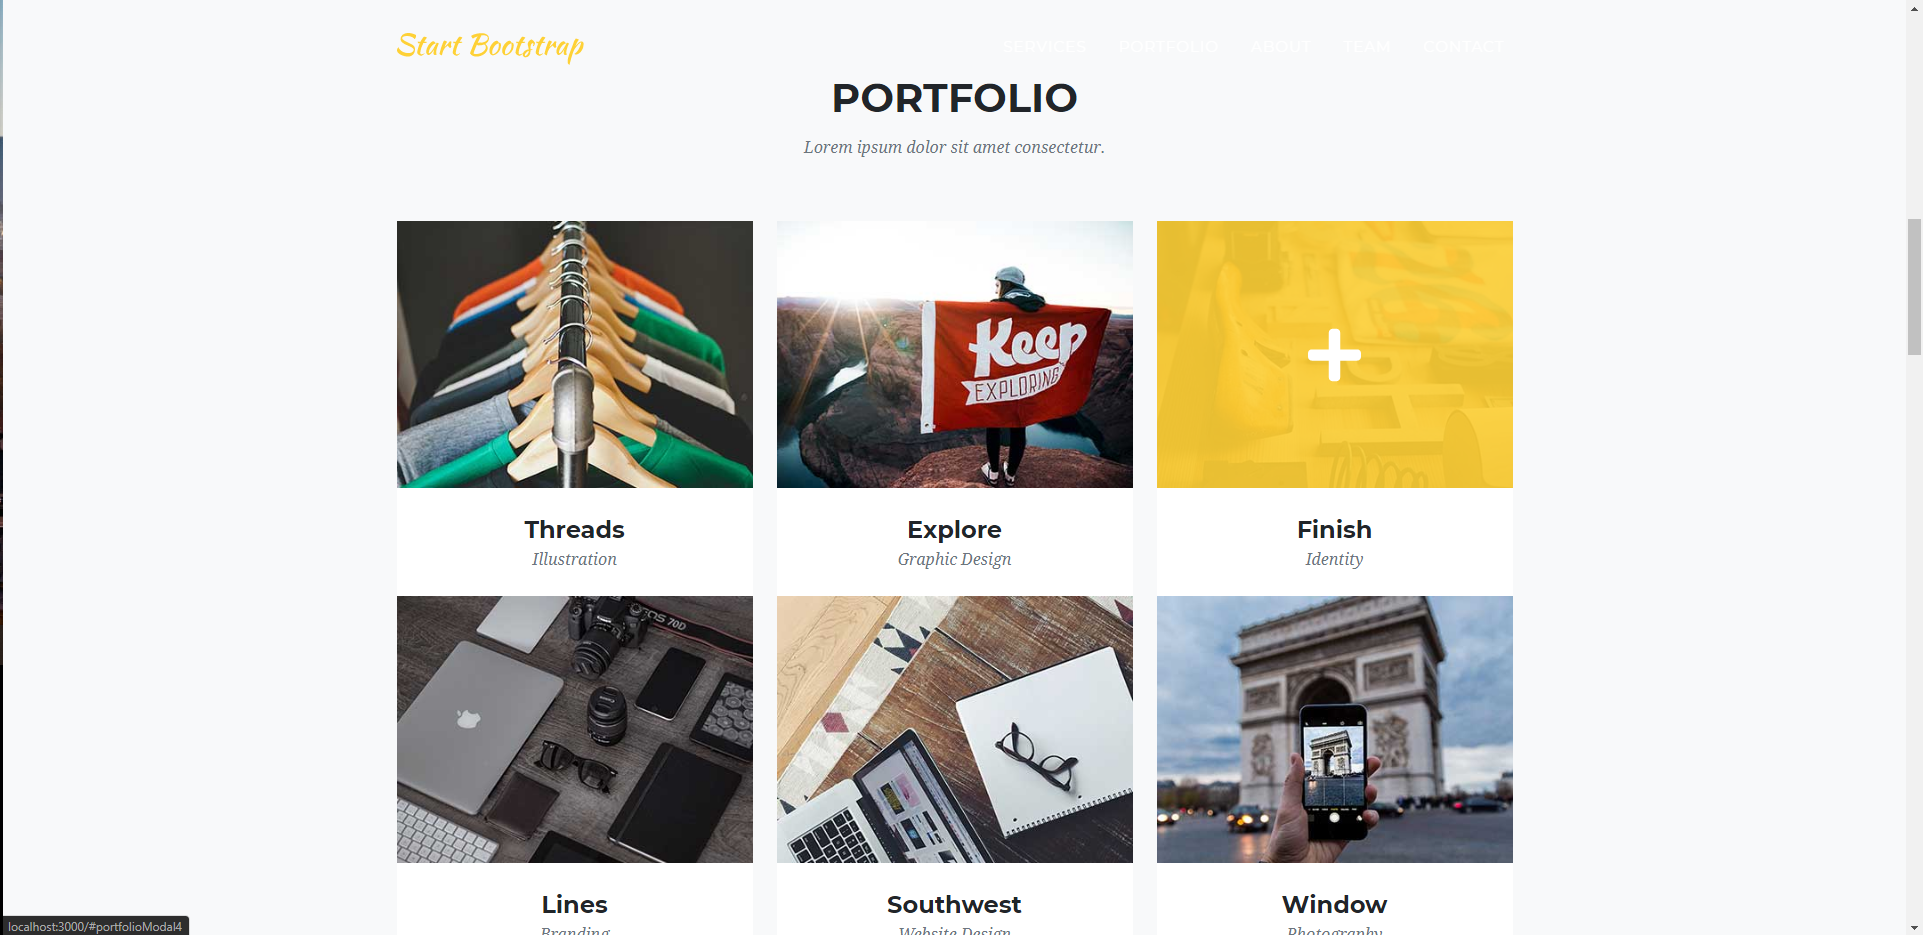 Start Bootstrap
SERVICES PORTFOLIO ABOUT TEAM CONTACT
PORTFOLIO
Lorem ipsum dolor sit amet consectetur.
Keep
EXPLORING
Threads
Illustration
Explore
Graphic Design
Finish
Identity
EOS 70D
Lines
Branding
Southwest
Website Design
Window
Photography
localhost:3000/#portfolioModal4